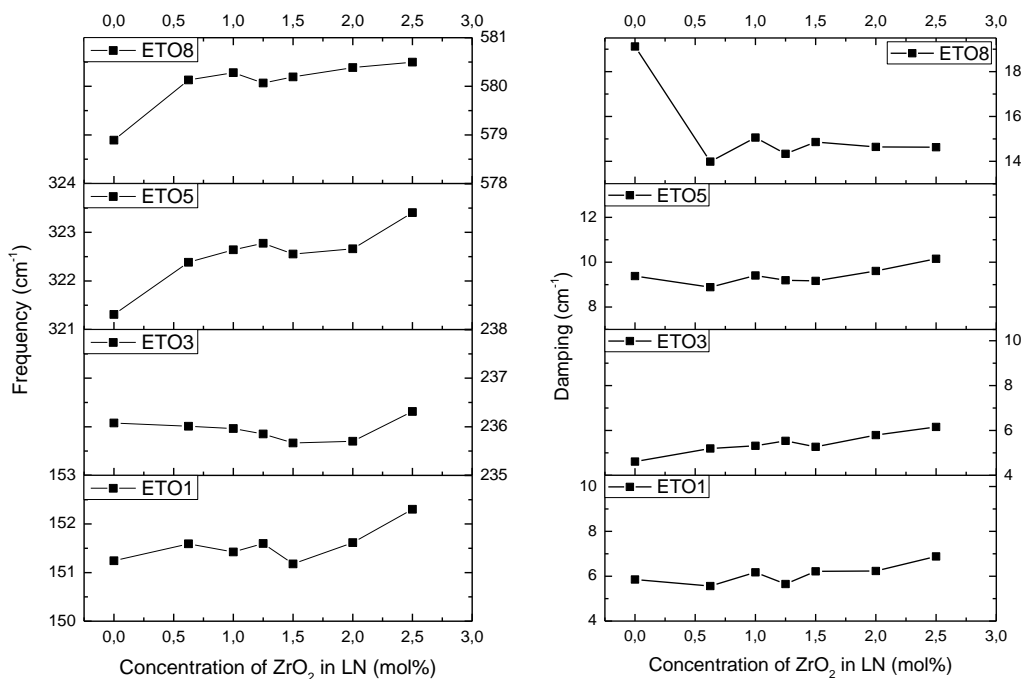 0,0 0,5 1,0 1,5 2,0 2,5 3,0
ETO8
581
580
579
578
324
ETO5
323
322
321
238
ETO3
237
236
235
153
ETO1
152
151
150
0,0 0,5 1,0 1,5 2,0 2,5 3,0
Frequency (cm-1)
Concentration of ZrO2 in LN (mol%)
0,0 0,5 1,0 1,5 2,0 2,5 3,0
ETO8
18
16
14
ETO5
12
10
8
ETO3
10
8
6
4
ETO1
10
8
6
4
0,0 0,5 1,0 1,5 2,0 2,5 3,0
Damping (cm-1)
Concentration of ZrO2 in LN (mol%)